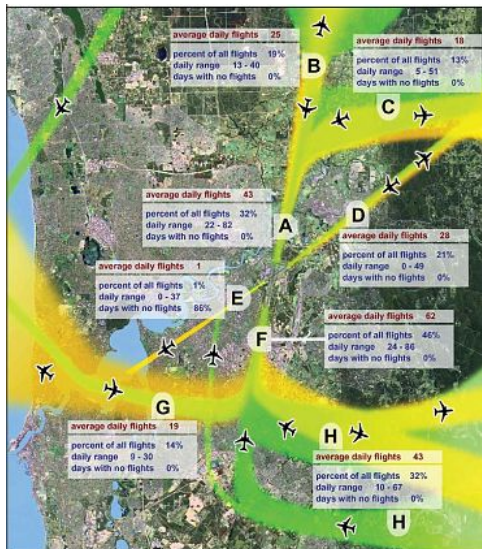 average daily flights 25
percent of all flights 19%
daily range 13 - 40
days with no flights 0%
B
average daily flights 18
percent of all flights 13%
daily range 5 - 51
days with no flights 0%
C
average daily flights 43
percent of all flights 32%
daily range 22 - 82
days with no flights 0%
A
D
average daily flights 28
percent of all flights 21%
daily range 0 - 49
days with no flights 0%
average daily flights 1
percent of all flights 1%
daily range 0 - 37
days with no flights 86%
E
average daily flights 62
percent of all flights 46%
daily range 24 - 86
days with no flights 0%
F
G
average daily flights 19
percent of all flights 14%
daily range 9 - 30
days with no flights 0%
H
average daily flights 43
percent of all flights 32%
daily range 10 - 67
days with no flights 0%
H